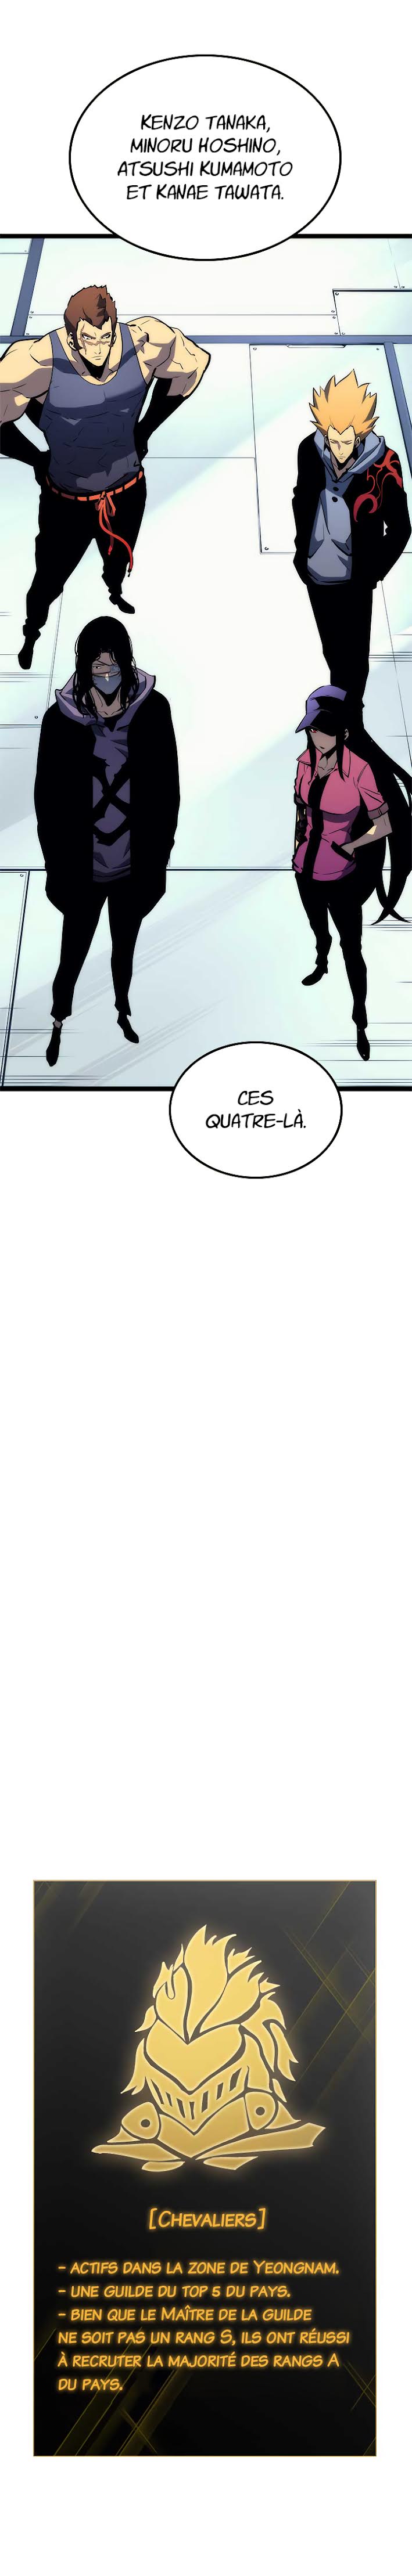 KENZO TANAKA,
MINORU HOSHINO,
ATSUSHI KUMAMOTO
ET KANAE TAWATA.
CES
QUATRE-LÀ.
[CHEVALIERS]
- ACTIFS DANS LA ZONE DE YEONGNAM.
- UNE GUILDE DU TOP 5 DU PAYS.
- BIEN QUE LE MAÎTRE DE LA GUILDE
NE SOIT PAS UN RANG S, ILS ONT RÉUSSI
À RECRUTER LA MAJORITÉ DES RANGS A
DU PAYS.